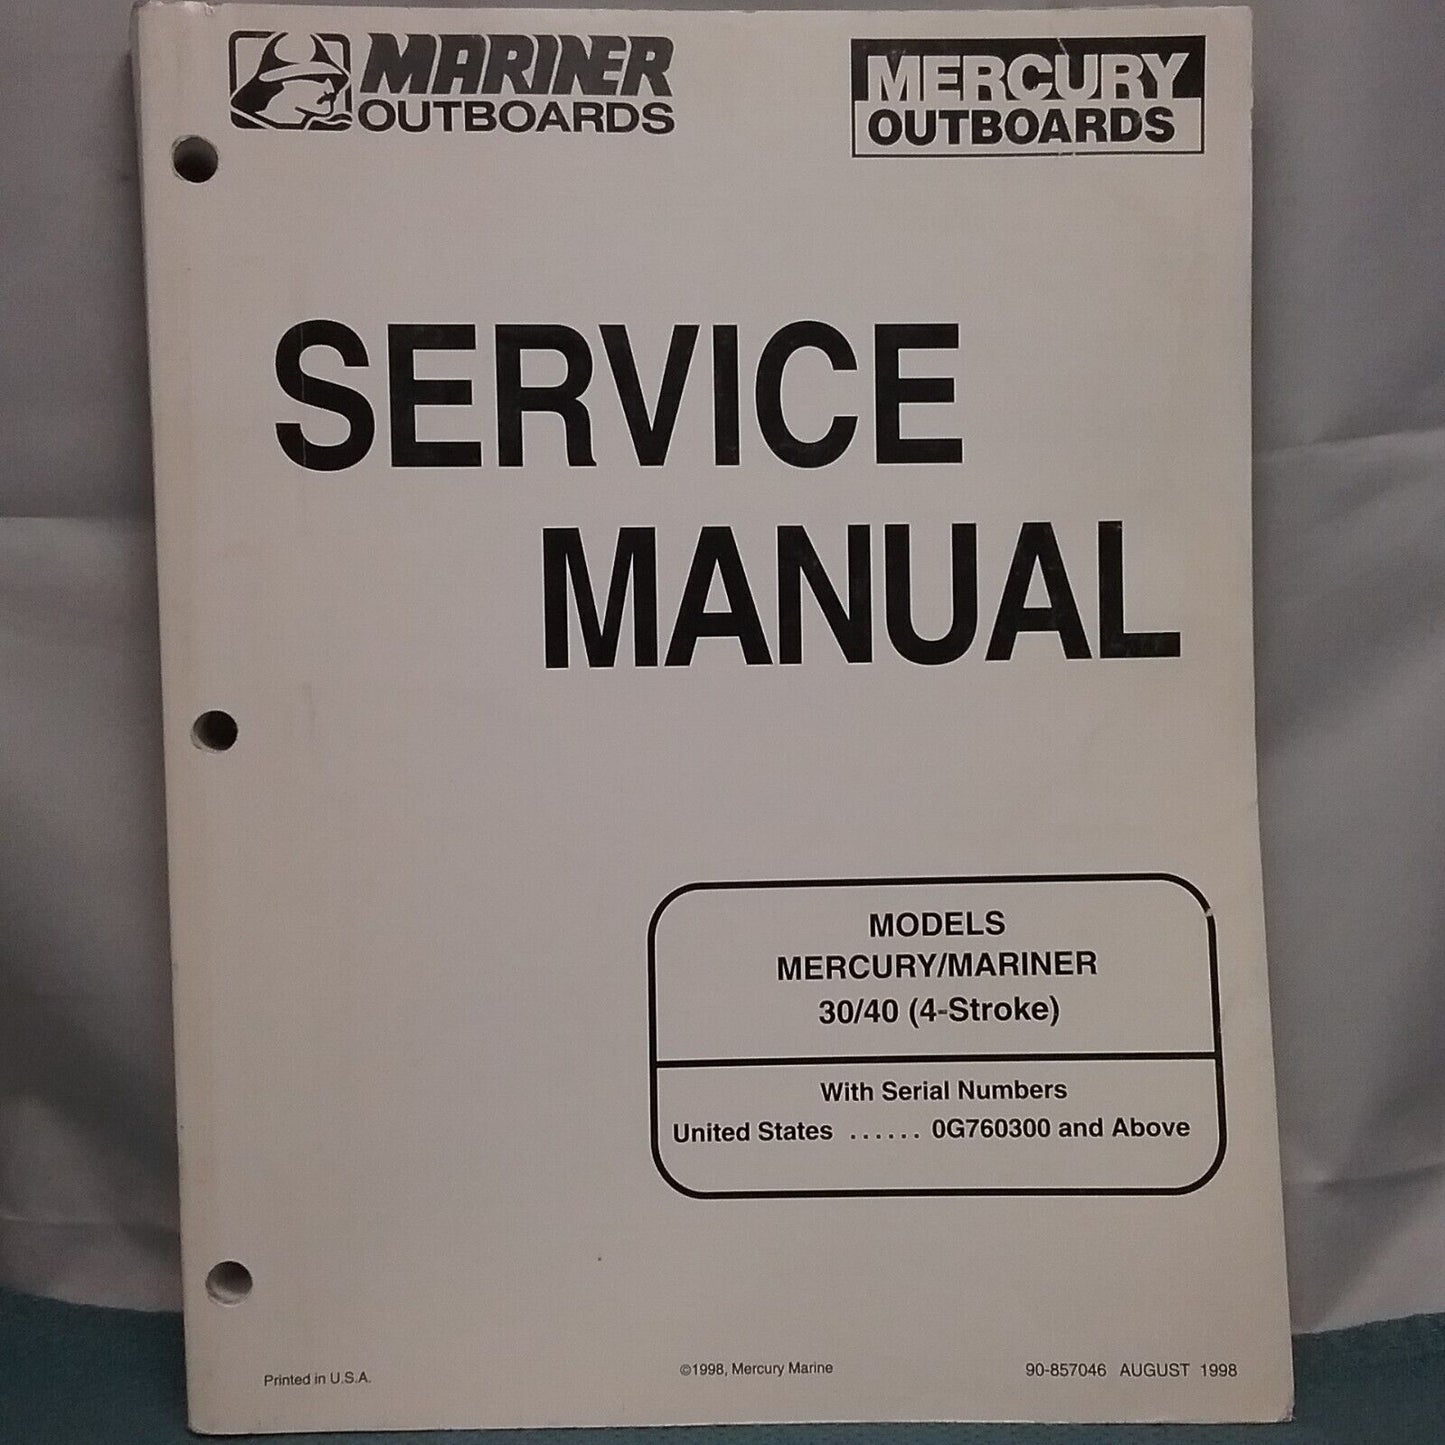 MARINER
OUTBOARDS
MERCURY
OUTBOARDS
SERVICE
MANUAL
MODELS
MERCURY/MARINER
30/40 (4-Stroke)
With Serial Numbers
United States ...... 0G760300 and Above
Printed in U.S.A.
©1998, Mercury Marine
90-857046 AUGUST 1998